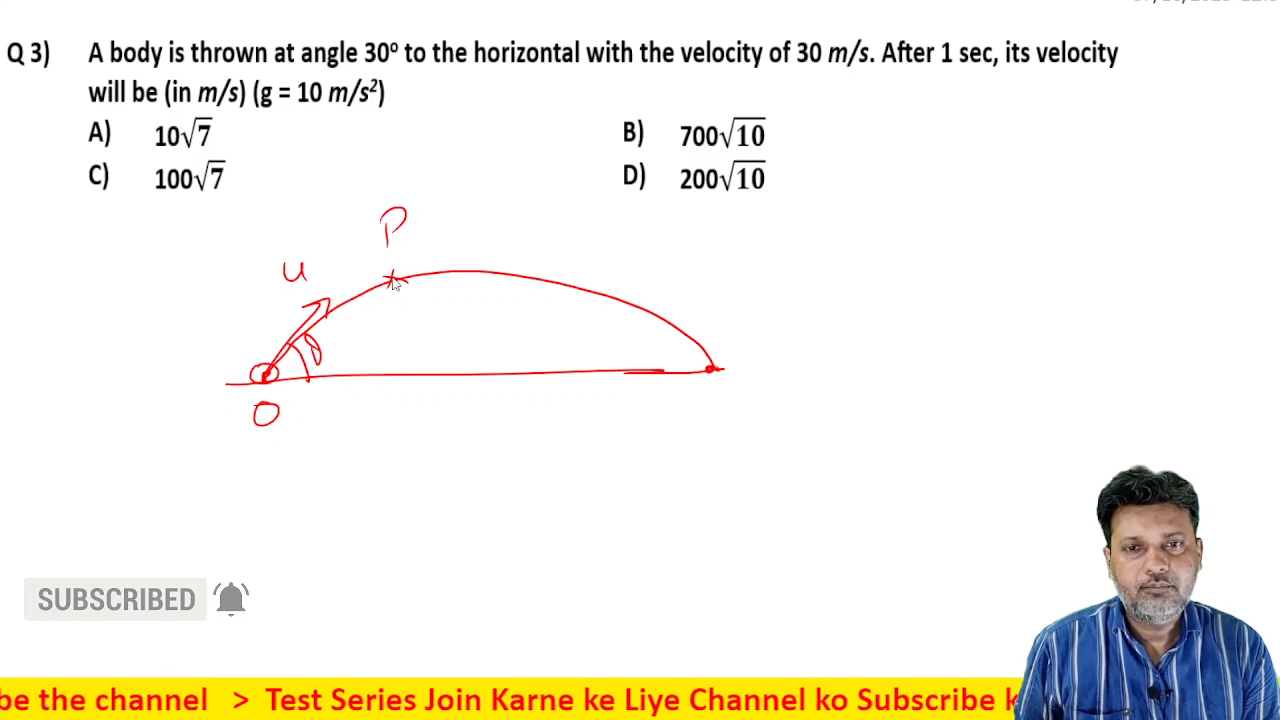 Q 3) A body is thrown at angle 30° to the horizontal with the velocity of 30 m/s. After 1 sec, its velocity
will be (in m/s) (g = 10 m/s²)
A) 10√7 B) 700√10
C) 100√7 D) 200√10
P
u
θ
O
SUBSCRIBED
be the channel > Test Series Join Karne ke Liye Channel ko Subscribe